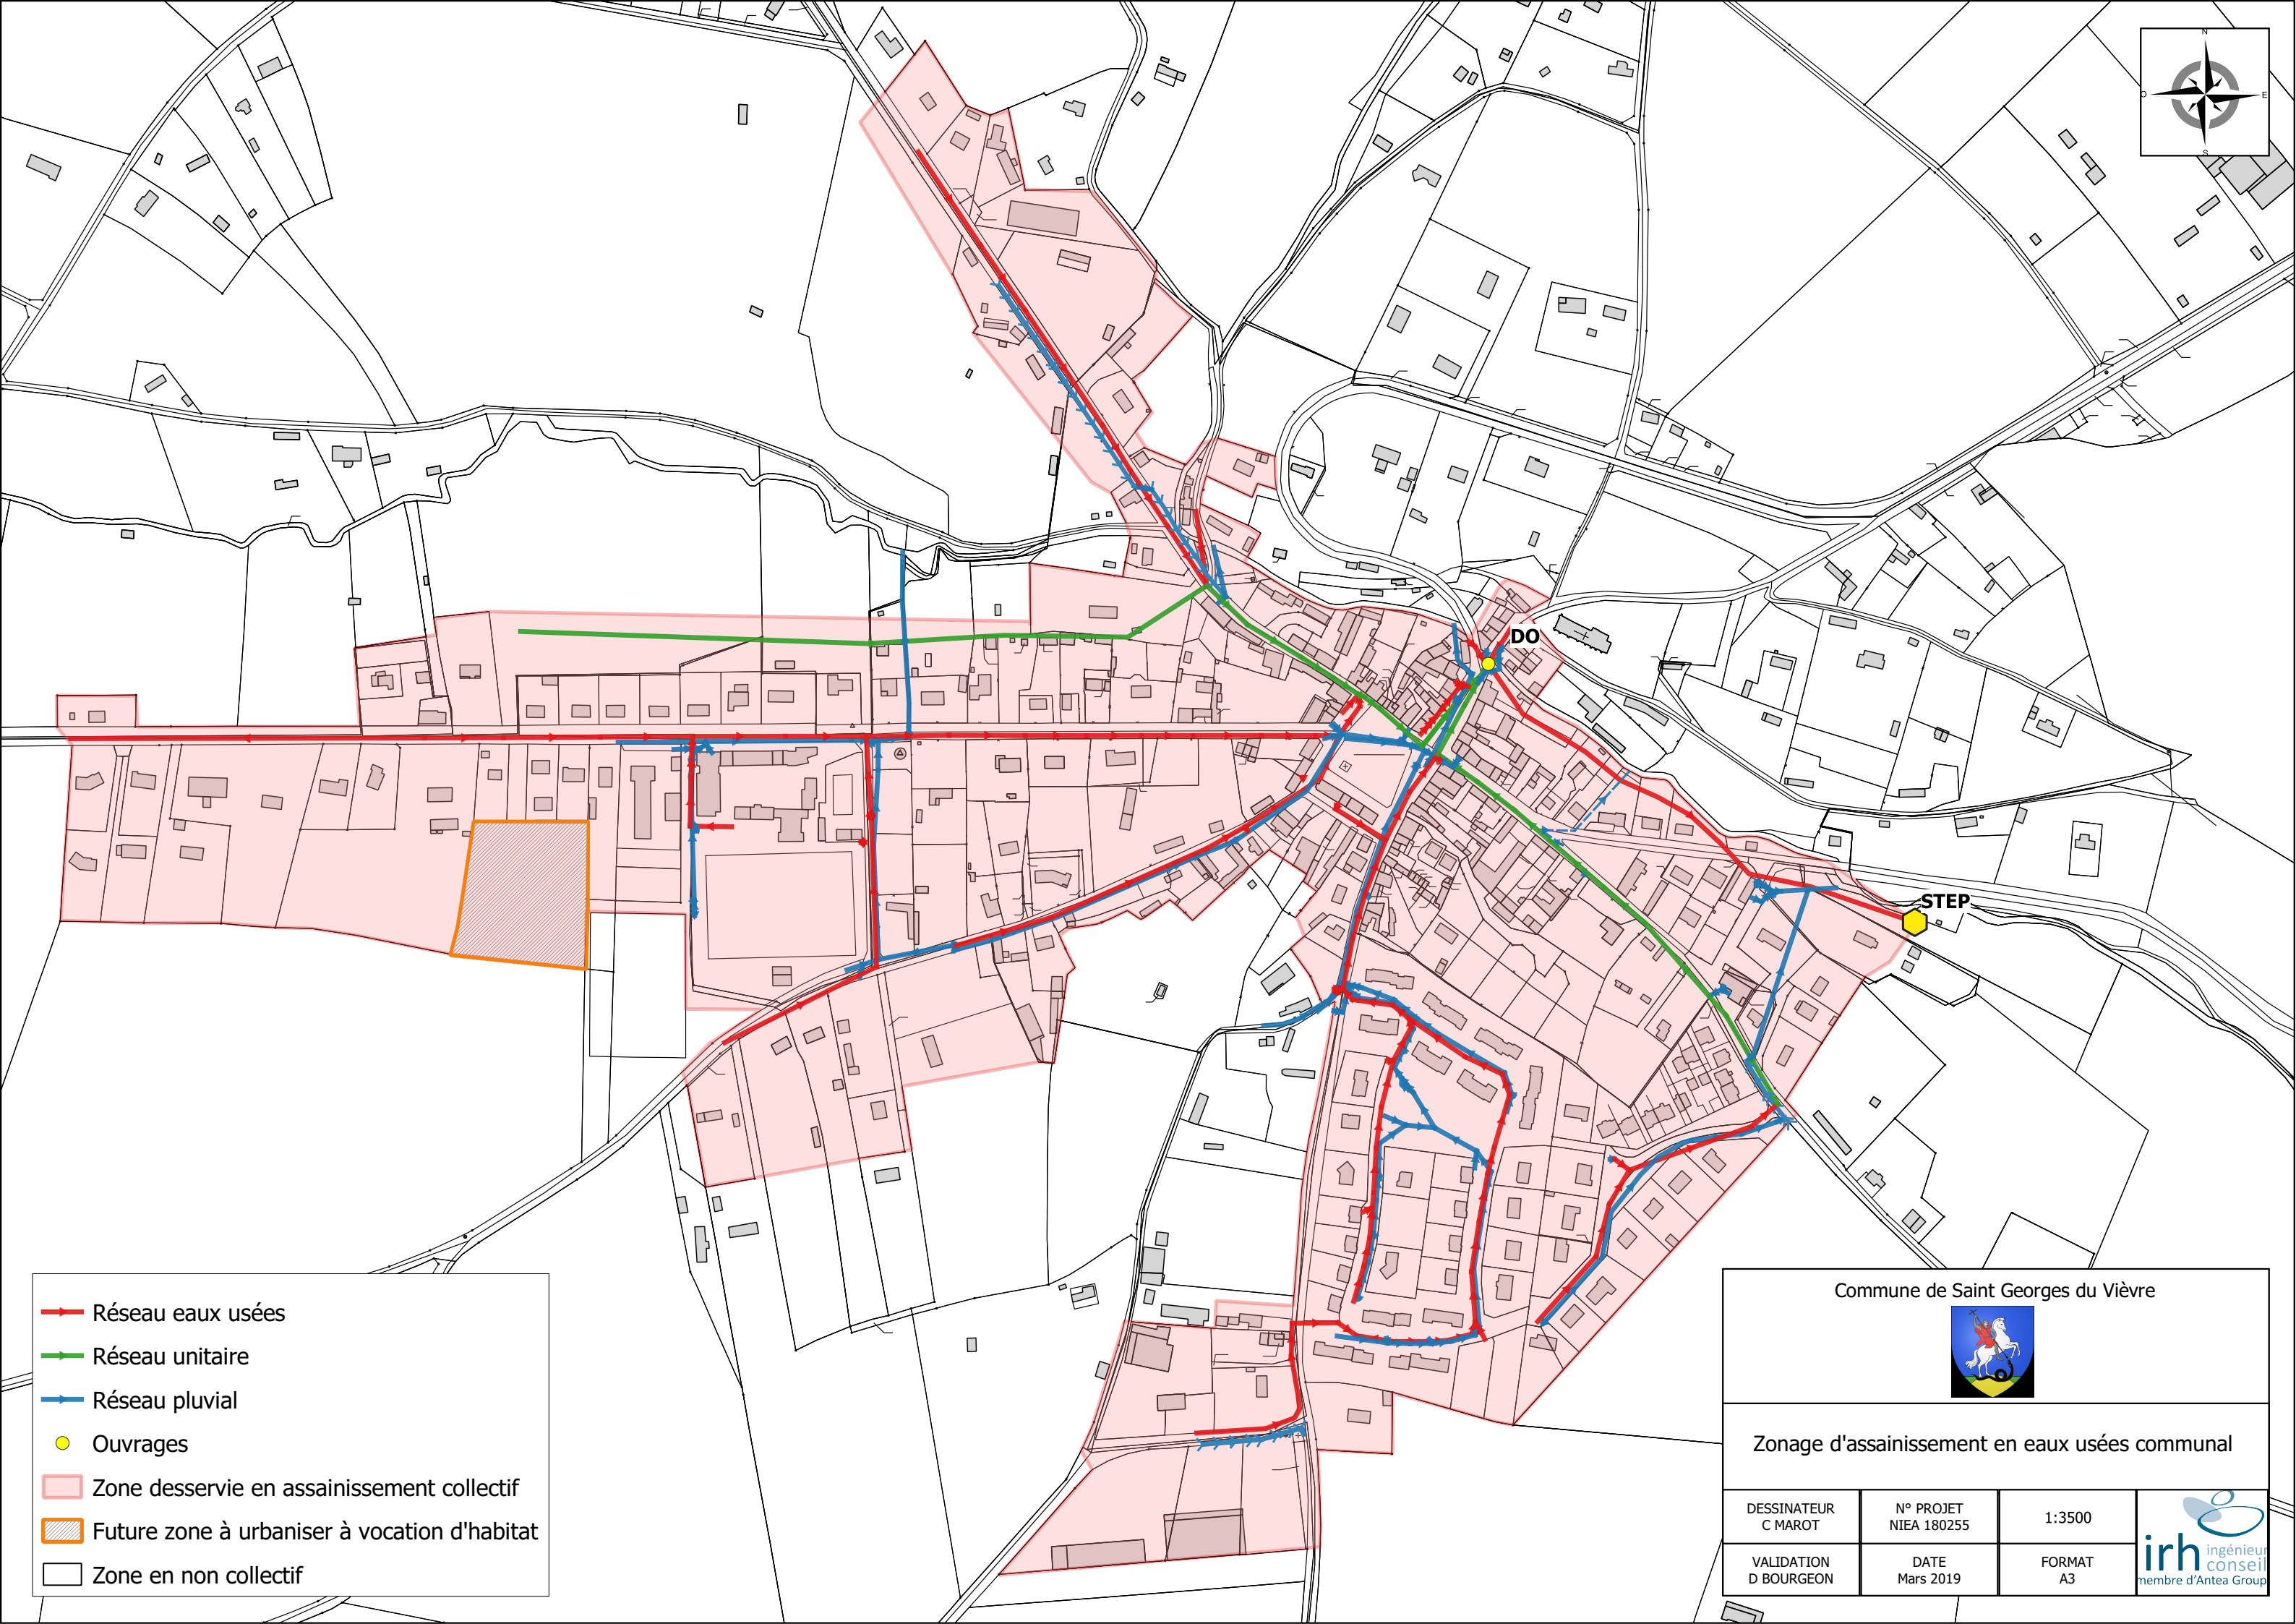 N
O
E
S
DO
STEP
Réseau eaux usées
Réseau unitaire
Réseau pluvial
Ouvrages
Zone desservie en assainissement collectif
Future zone à urbaniser à vocation d'habitat
Zone en non collectif
Commune de Saint Georges du Vièvre
Zonage d'assainissement en eaux usées communal
DESSINATEUR
C MAROT
N° PROJET
NIEA 180255
1:3500
VALIDATION
D BOURGEON
DATE
Mars 2019
FORMAT
A3
irh ingénieur
conseil
membre d'Antea Group